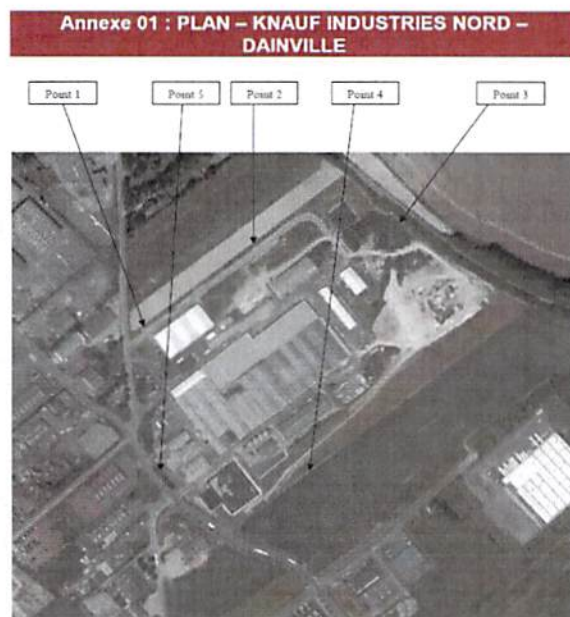 Annexe 01 : PLAN – KNAUF INDUSTRIES NORD –
DAINVILLE
Point 1
Point 5
Point 2
Point 4
Point 3